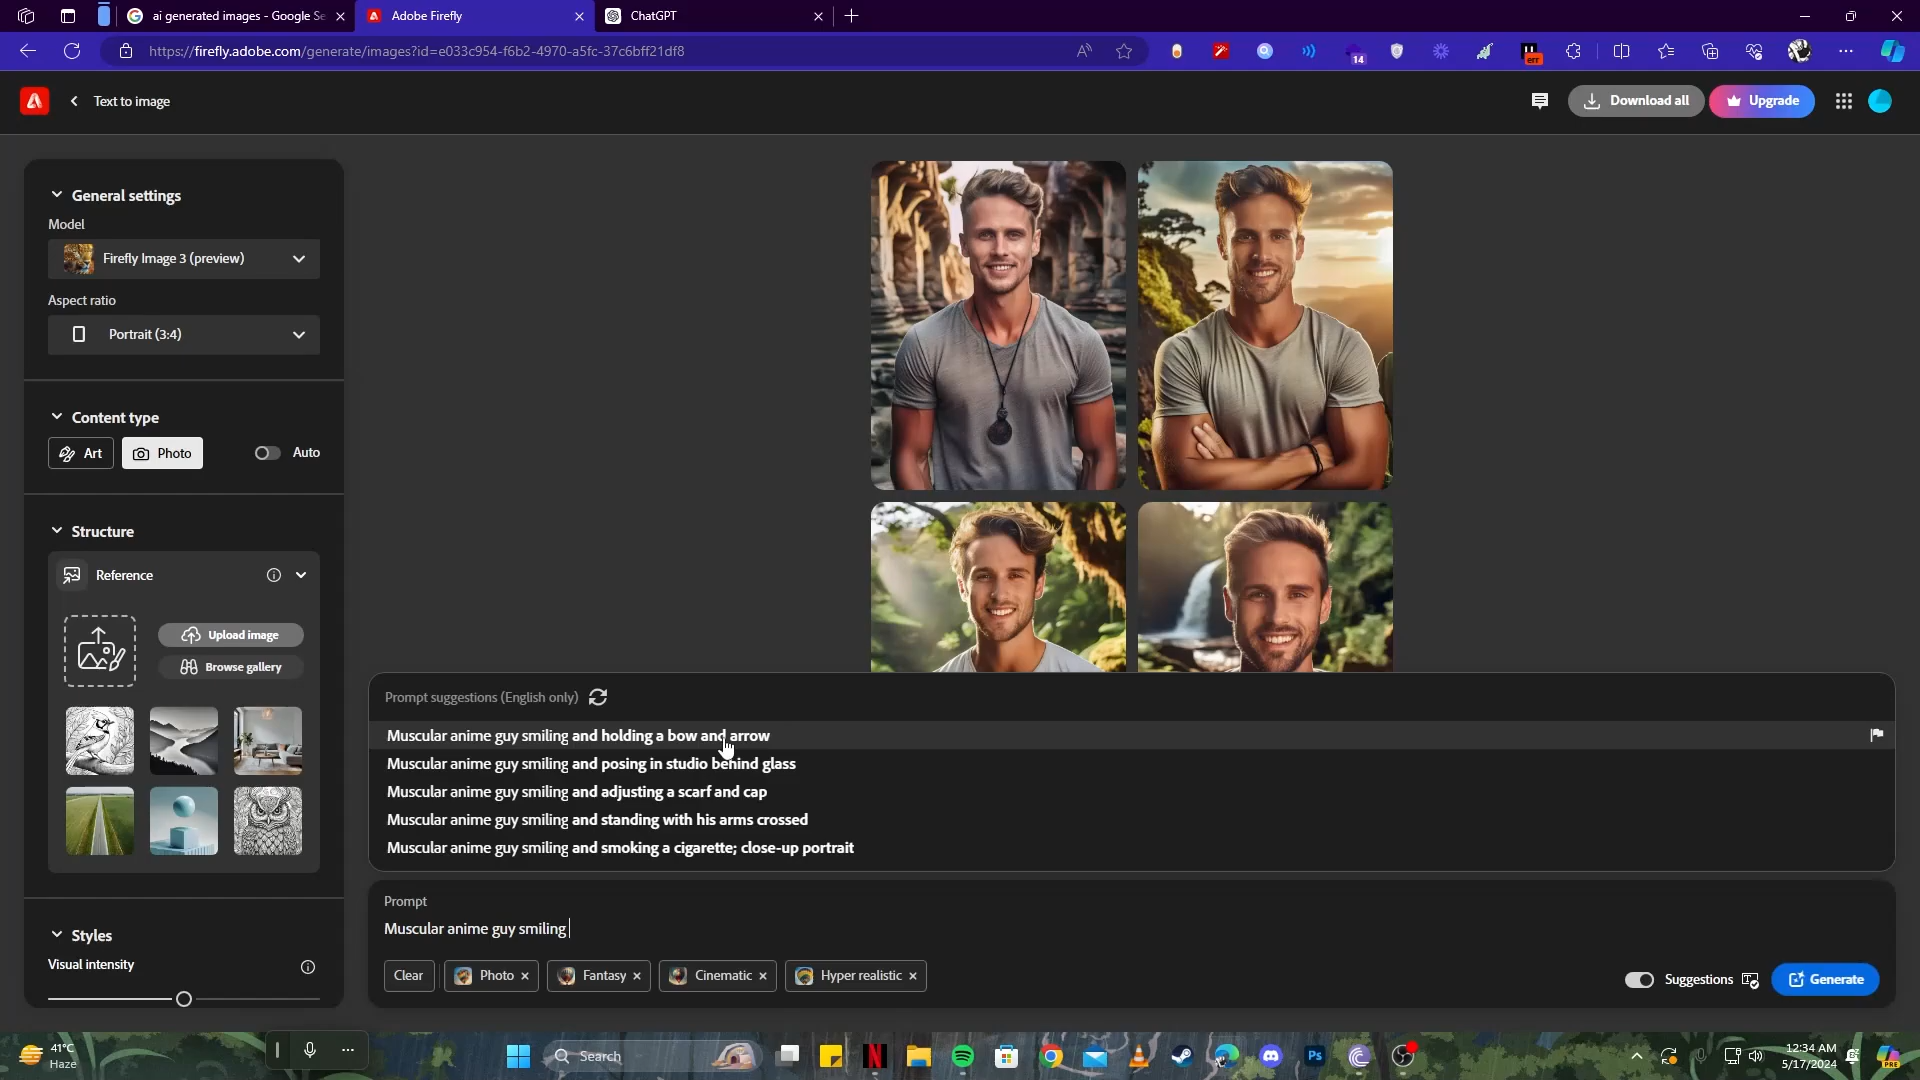 ai generated images - Google Se
Adobe Firefly
ChatGPT
https://firefly.adobe.com/generate/images?id=e033c954-f6b2-4970-a5fc-37c6bff21df8
14
err
Text to image
Download all
Upgrade
General settings
Model
Firefly Image 3 (preview)
Aspect ratio
Portrait (3:4)
Content type
Art
Photo
Auto
Structure
Reference
Upload image
Browse gallery
Styles
Visual intensity
Prompt suggestions (English only)
Muscular anime guy smiling and holding a bow and arrow
Muscular anime guy smiling and posing in studio behind glass
Muscular anime guy smiling and adjusting a scarf and cap
Muscular anime guy smiling and standing with his arms crossed
Muscular anime guy smiling and smoking a cigarette; close-up portrait
Prompt
Muscular anime guy smiling
Clear
Photo
Fantasy
Cinematic
Hyper realistic
Suggestions
Generate
41°C
Haze
Search
Ps
12:34 AM
5/17/2024
PRE